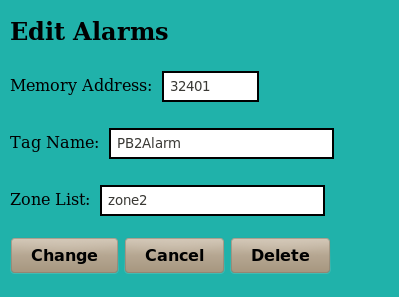 Edit Alarms
Memory Address: 32401
Tag Name: PB2Alarm
Zone List: zone2
Change Cancel Delete